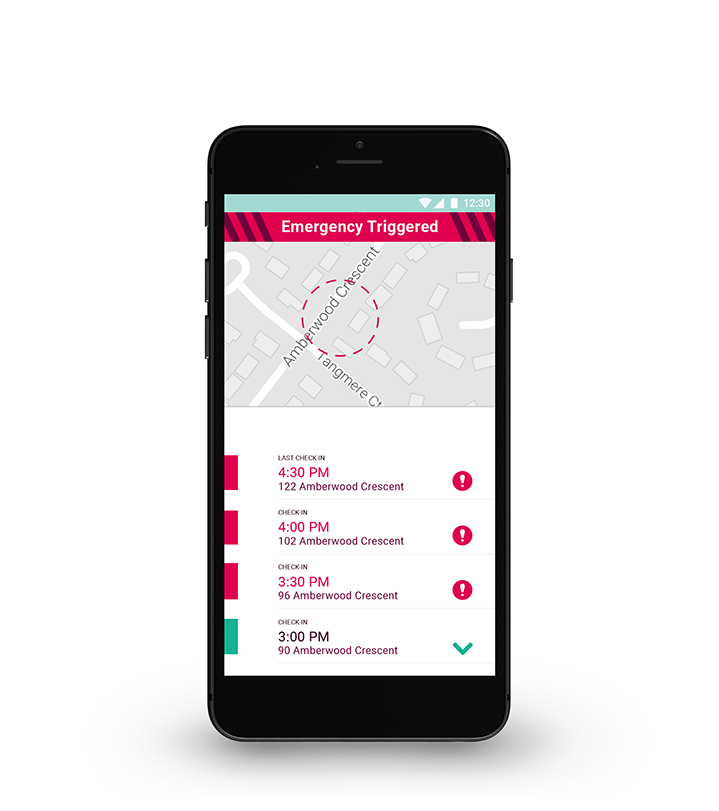 12:30
Emergency Triggered
Amberwood Crescent
Tangmere Ct
LAST CHECK-IN
4:30 PM
122 Amberwood Crescent
CHECK-IN
4:00 PM
102 Amberwood Crescent
CHECK-IN
3:30 PM
96 Amberwood Crescent
CHECK-IN
3:00 PM
90 Amberwood Crescent